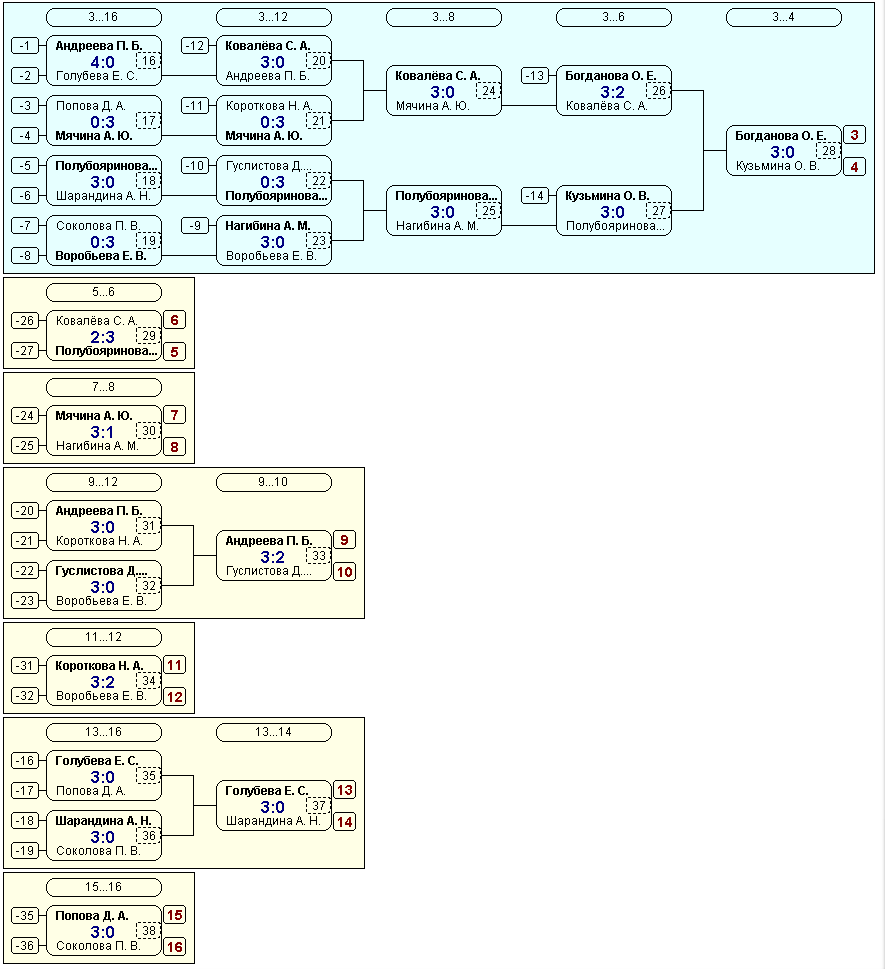 3...16
3...12
3...8
3...6
3...4
-1
Андреева П. Б.
4:0
16
-2
Голубева Е. С.
-3
Попова Д. А.
0:3
17
-4
Мячина А. Ю.
-5
Полубояринова...
3:0
18
-6
Шарандина А. Н.
-7
Соколова П. В.
0:3
19
-8
Воробьева Е. В.
-12
Ковалёва С. А.
3:0
20
Андреева П. Б.
-11
Короткова Н. А.
0:3
21
Мячина А. Ю.
-10
Гуслистова Д....
0:3
22
Полубояринова...
-9
Нагибина А. М.
3:0
23
Воробьева Е. В.
Ковалёва С. А.
3:0
24
Мячина А. Ю.
Полубояринова...
3:0
25
Нагибина А. М.
-13
Богданова О. Е.
3:2
26
Ковалёва С. А.
-14
Кузьмина О. В.
3:0
27
Полубояринова...
Богданова О. Е.
3
3:0
28
Кузьмина О. В.
4
5...6
-26
Ковалёва С. А.
6
2:3
29
-27
Полубояринова...
5
7...8
-24
Мячина А. Ю.
7
3:1
30
-25
Нагибина А. М.
8
9...12
9...10
-20
Андреева П. Б.
3:0
31
-21
Короткова Н. А.
-22
Гуслистова Д....
3:0
32
-23
Воробьева Е. В.
Андреева П. Б.
9
3:2
33
Гуслистова Д....
10
11...12
-31
Короткова Н. А.
11
3:2
34
-32
Воробьева Е. В.
12
13...16
13...14
-16
Голубева Е. С.
3:0
35
-17
Попова Д. А.
-18
Шарандина А. Н.
3:0
36
-19
Соколова П. В.
Голубева Е. С.
13
3:0
37
Шарандина А. Н.
14
15...16
-35
Попова Д. А.
15
3:0
38
-36
Соколова П. В.
16